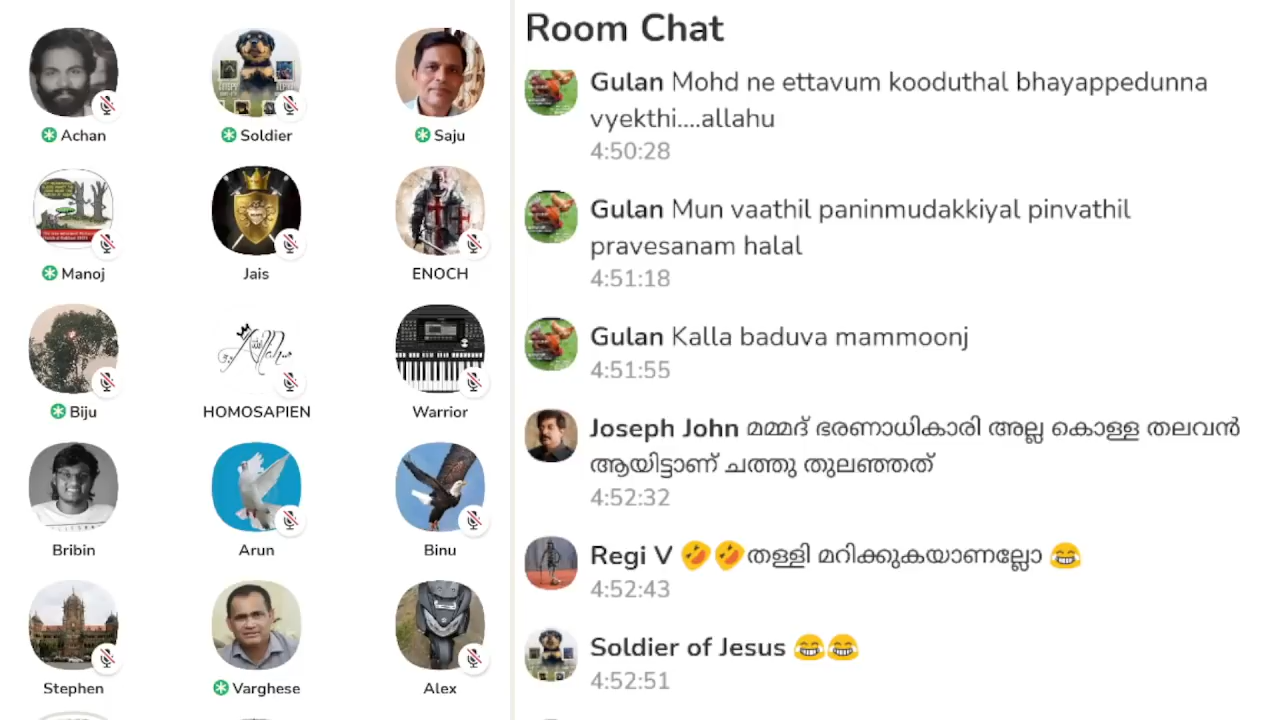 Achan
Soldier
Saju
Manoj
Jais
ENOCH
Biju
HOMOSAPIEN
Warrior
Bribin
Arun
Binu
Stephen
Varghese
Alex
Room Chat
Gulan Mohd ne ettavum kooduthal bhayappedunna
vyekthi....allahu
4:50:28
Gulan Mun vaathil paninmudakkiyal pinvathil
pravesanam halal
4:51:18
Gulan Kalla baduva mammoonj
4:51:55
Joseph John മമ്മദ് ഭരണാധികാരി അല്ല കൊള്ള തലവൻ
ആയിട്ടാണ് ചത്തു തുലഞ്ഞത്
4:52:32
Regi V 🤣🤣തള്ളി മറിക്കുകയാണല്ലോ 😂
4:52:43
Soldier of Jesus 😂😂
4:52:51